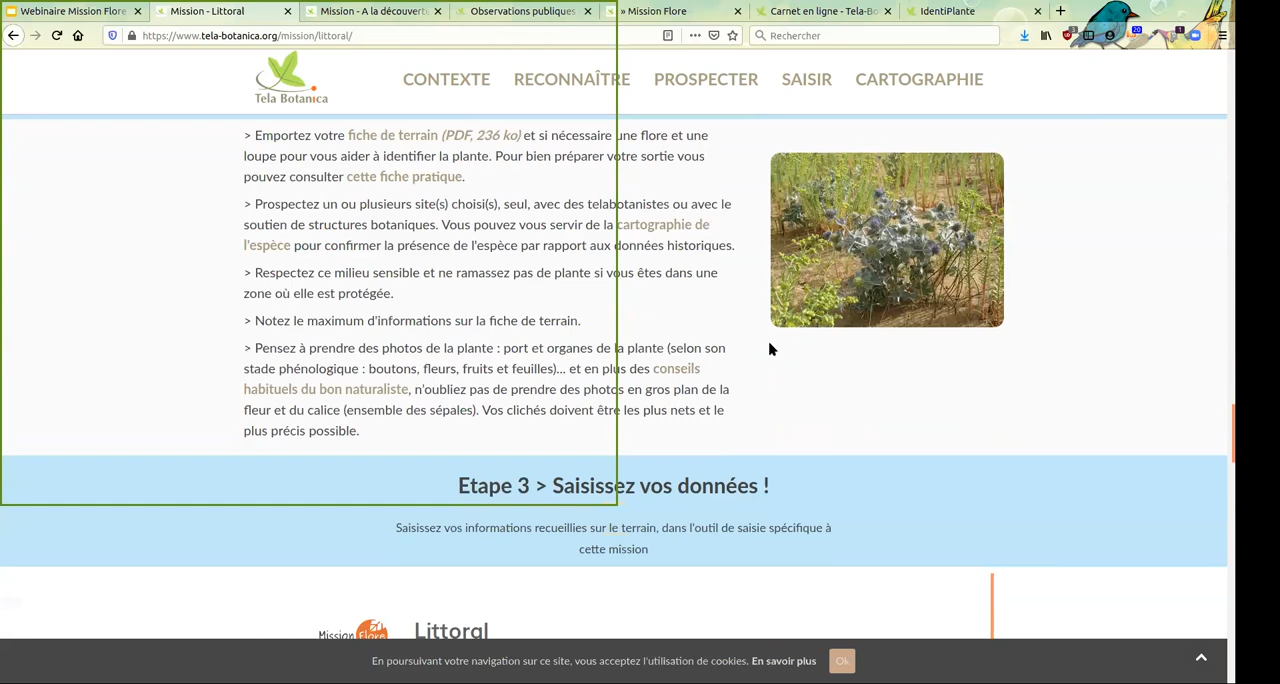 Webinaire Mission Flore
Mission - Littoral
Mission - A la découverte
Observations publiques
» Mission Flore
Carnet en ligne - Tela-Bo
IdentiPlante
https://www.tela-botanica.org/mission/littoral/
Rechercher
20
Tela Botanica
CONTEXTE RECONNAÎTRE PROSPECTER SAISIR CARTOGRAPHIE
> Emportez votre fiche de terrain (PDF, 236 ko) et si nécessaire une flore et une
loupe pour vous aider à identifier la plante. Pour bien préparer votre sortie vous
pouvez consulter cette fiche pratique.
> Prospectez un ou plusieurs site(s) choisi(s), seul, avec des telabotanistes ou avec le
soutien de structures botaniques. Vous pouvez vous servir de la cartographie de
l'espèce pour confirmer la présence de l'espèce par rapport aux données historiques.
> Respectez ce milieu sensible et ne ramassez pas de plante si vous êtes dans une
zone où elle est protégée.
> Notez le maximum d'informations sur la fiche de terrain.
> Pensez à prendre des photos de la plante : port et organes de la plante (selon son
stade phénologique : boutons, fleurs, fruits et feuilles)... et en plus des conseils
habituels du bon naturaliste, n'oubliez pas de prendre des photos en gros plan de la
fleur et du calice (ensemble des sépales). Vos clichés doivent être les plus nets et le
plus précis possible.
Etape 3 > Saisissez vos données !
Saisissez vos informations recueillies sur le terrain, dans l'outil de saisie spécifique à
cette mission
Mission Flore
Littoral
En poursuivant votre navigation sur ce site, vous acceptez l'utilisation de cookies. En savoir plus
Ok